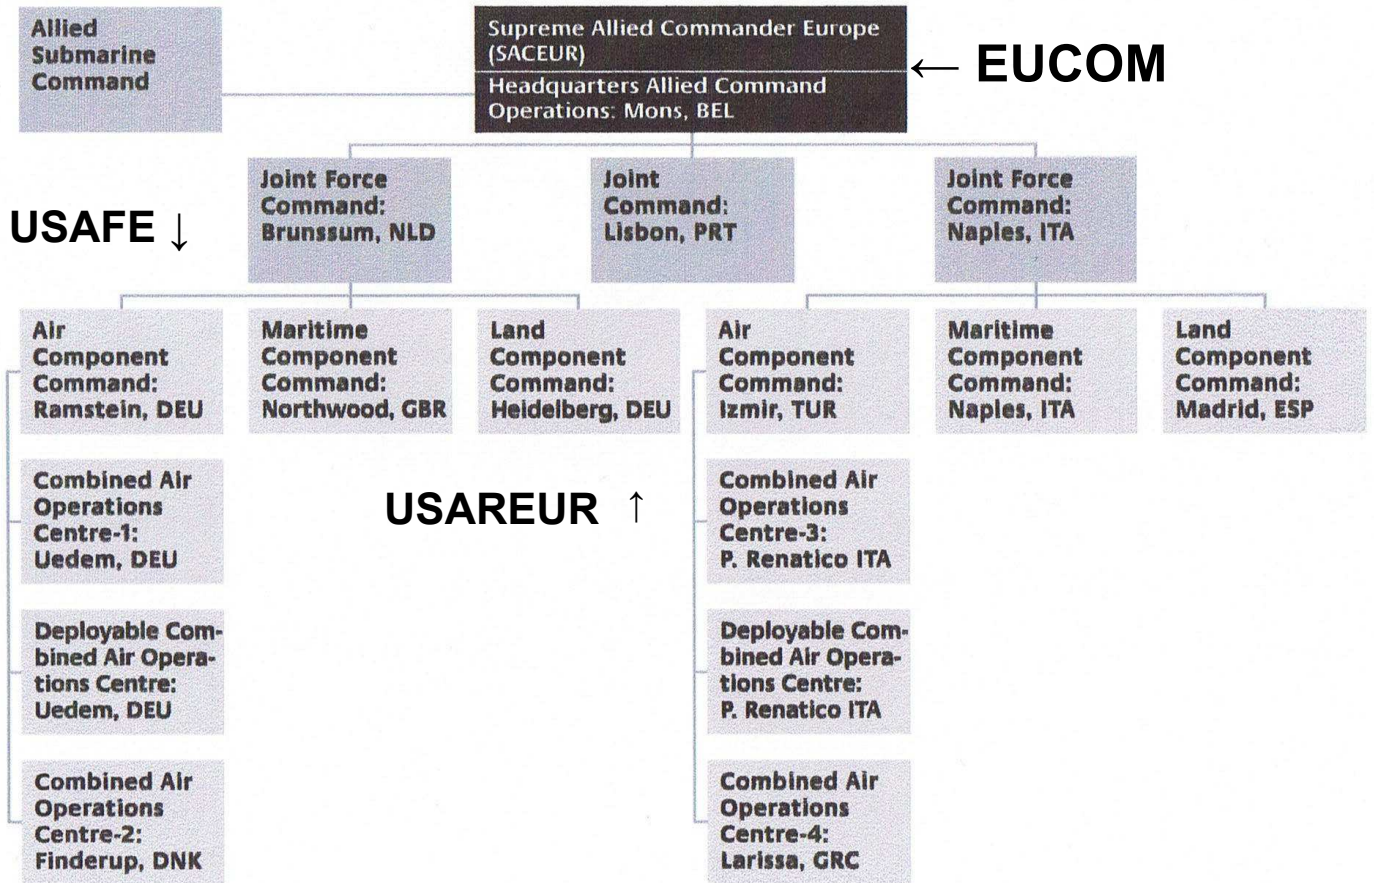 Allied
Submarine
Command
Supreme Allied Commander Europe
(SACEUR)
Headquarters Allied Command
Operations: Mons, BEL
← EUCOM
Joint Force
Command:
Brunssum, NLD
Joint
Command:
Lisbon, PRT
Joint Force
Command:
Naples, ITA
USAFE ↓
Air
Component
Command:
Ramstein, DEU
Maritime
Component
Command:
Northwood, GBR
Land
Component
Command:
Heidelberg, DEU
Air
Component
Command:
Izmir, TUR
Maritime
Component
Command:
Naples, ITA
Land
Component
Command:
Madrid, ESP
Combined Air
Operations
Centre-1:
Uedem, DEU
USAREUR ↑
Combined Air
Operations
Centre-3:
P. Renatico ITA
Deployable Com-
bined Air Opera-
tions Centre:
Uedem, DEU
Deployable Com-
bined Air Opera-
tions Centre:
P. Renatico ITA
Combined Air
Operations
Centre-2:
Finderup, DNK
Combined Air
Operations
Centre-4:
Larissa, GRC